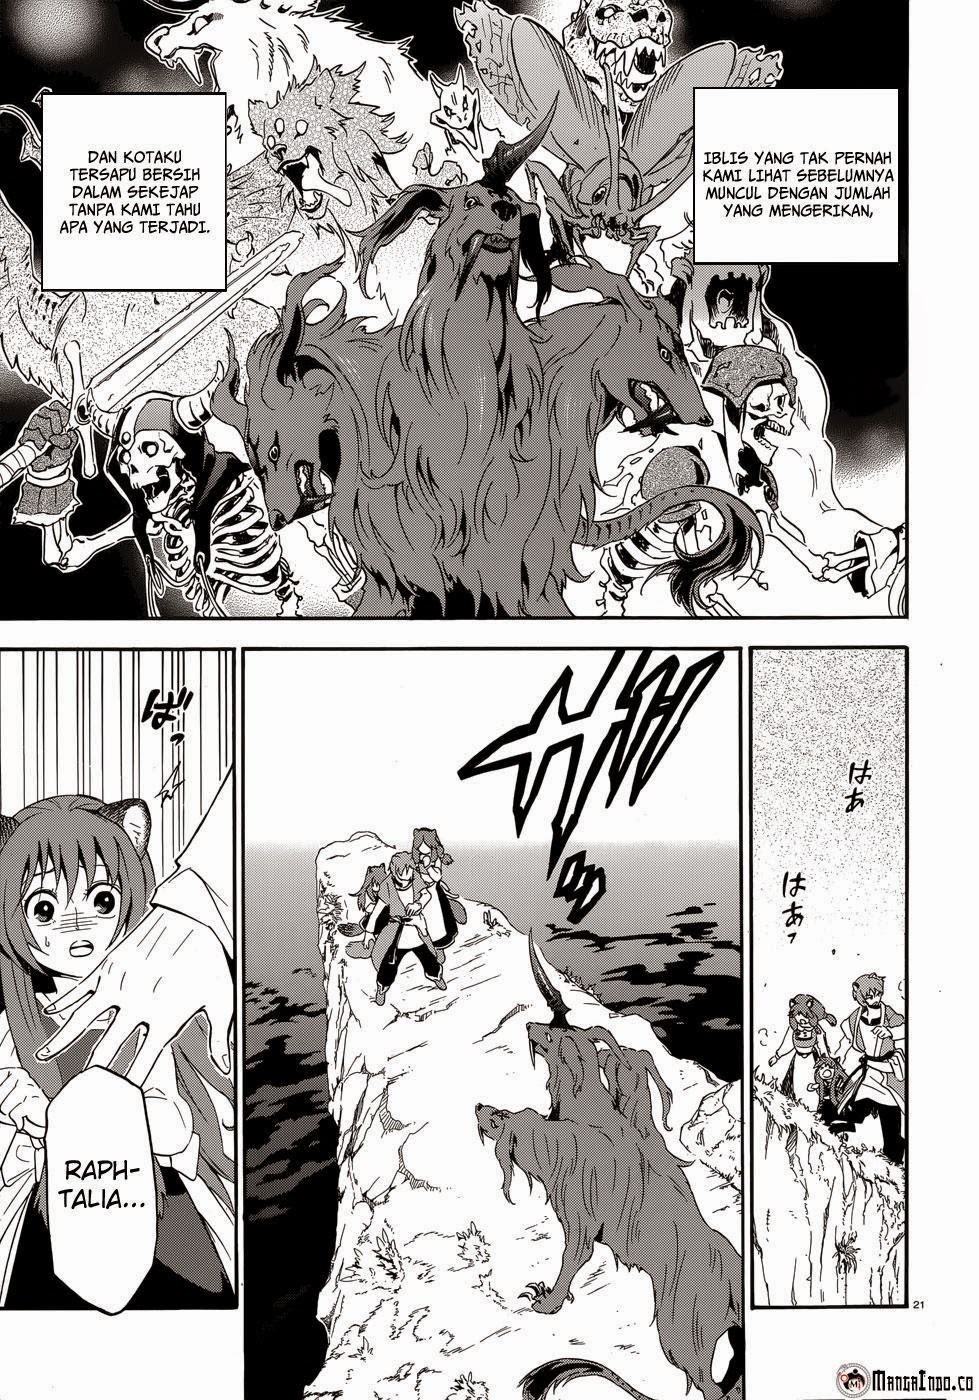 IBLIS YANG TAK PERNAH
KAMI LIHAT SEBELUMNYA
MUNCUL DENGAN JUMLAH
YANG MENGERIKAN,
DAN KOTAKU
TERSAPU BERSIH
DALAM SEKEJAP
TANPA KAMI TAHU
APA YANG TERJADI.
はあ
はあっ
ばっ
RAPH-
TALIA...
21
MangaIndo.co